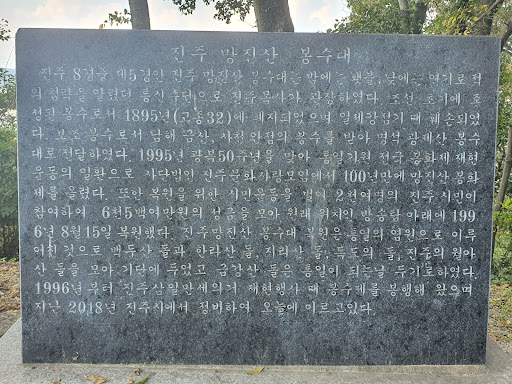 진주 망진산 봉수대
진주 8경중 제5경인 진주 망진산 봉수대는 밤에는 횃불, 낮에는 연기로 적
의 침략을 알렸던 통신수단으로 진주목사가 관장하였다. 조선 초기에 조
성된 봉수로서 1895년(고종32)에 폐지되었으며 일제강점기 때 훼손되었
다. 보조 봉수로서 남해 금산, 사천 안점의 봉수를 받아 명석 광제산 봉수
대로 전달하였다. 1995년 광복50주년을 맞아 통일기원 전국 봉화제 재현
운동의 일환으로 사단법인 진주문화사랑모임에서 100년만에 망진산 봉화
제를 올렸다. 또한 복원을 위한 시민운동을 벌여 2천여명의 진주 시민이
참여하여 6천5백여만원의 성금을 모아 원래 위치인 방송탑 아래에 199
6년 8월15일 복원했다. 진주망진산 봉수대 복원은 통일의 염원으로 이루
어진 것으로 백두산 돌과 한라산 돌, 지리산 돌, 독도의 돌, 진주의 월아
산 돌을 모아 기단에 두었고 금강산 돌은 통일이 되는날 두기로하였다.
1996년부터 진주삼일만세의거 재현행사 때 봉수제를 봉행해 왔으며
지난 2018년 진주시에서 정비하여 오늘에 이르고있다.